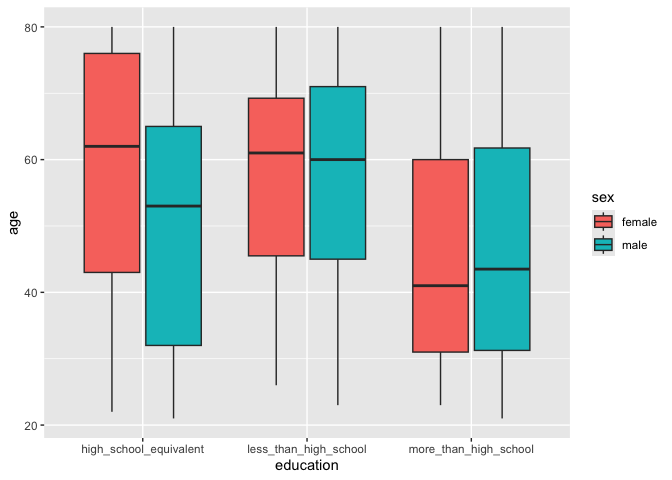 80
60
40
20
age
high_school_equivalent
less_than_high_school
more_than_high_school
education
sex
female
male